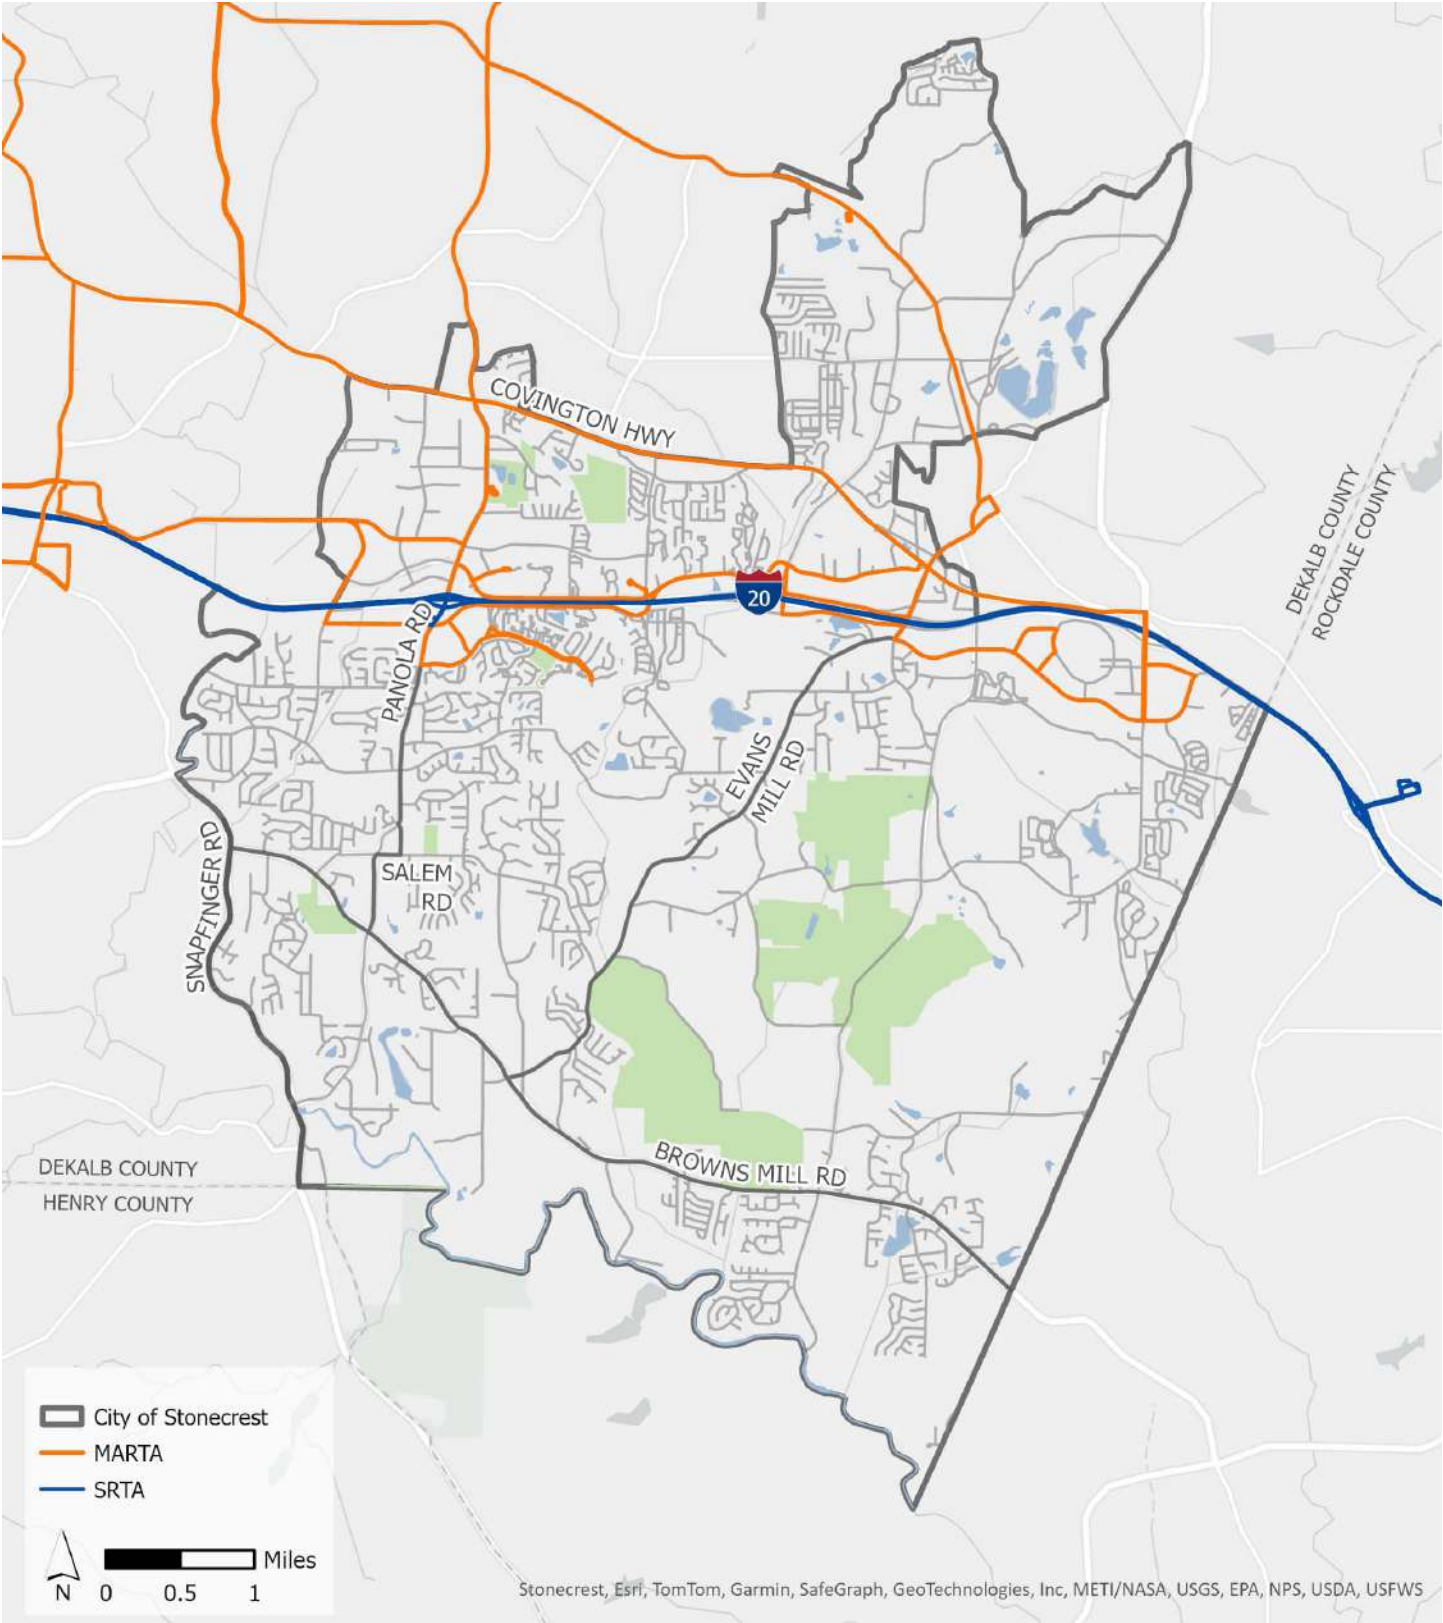 COVINGTON HWY
DEKALB COUNTY
ROCKDALE COUNTY
20
PANOLA RD
EVANS
MILL RD
SNAPFINGER RD
SALEM
RD
BROWNS MILL RD
DEKALB COUNTY
HENRY COUNTY
City of Stonecrest
MARTA
SRTA
Miles
N
0 0.5 1
Stonecrest, Esri, TomTom, Garmin, SafeGraph, GeoTechnologies, Inc, METI/NASA, USGS, EPA, NPS, USDA, USFWS